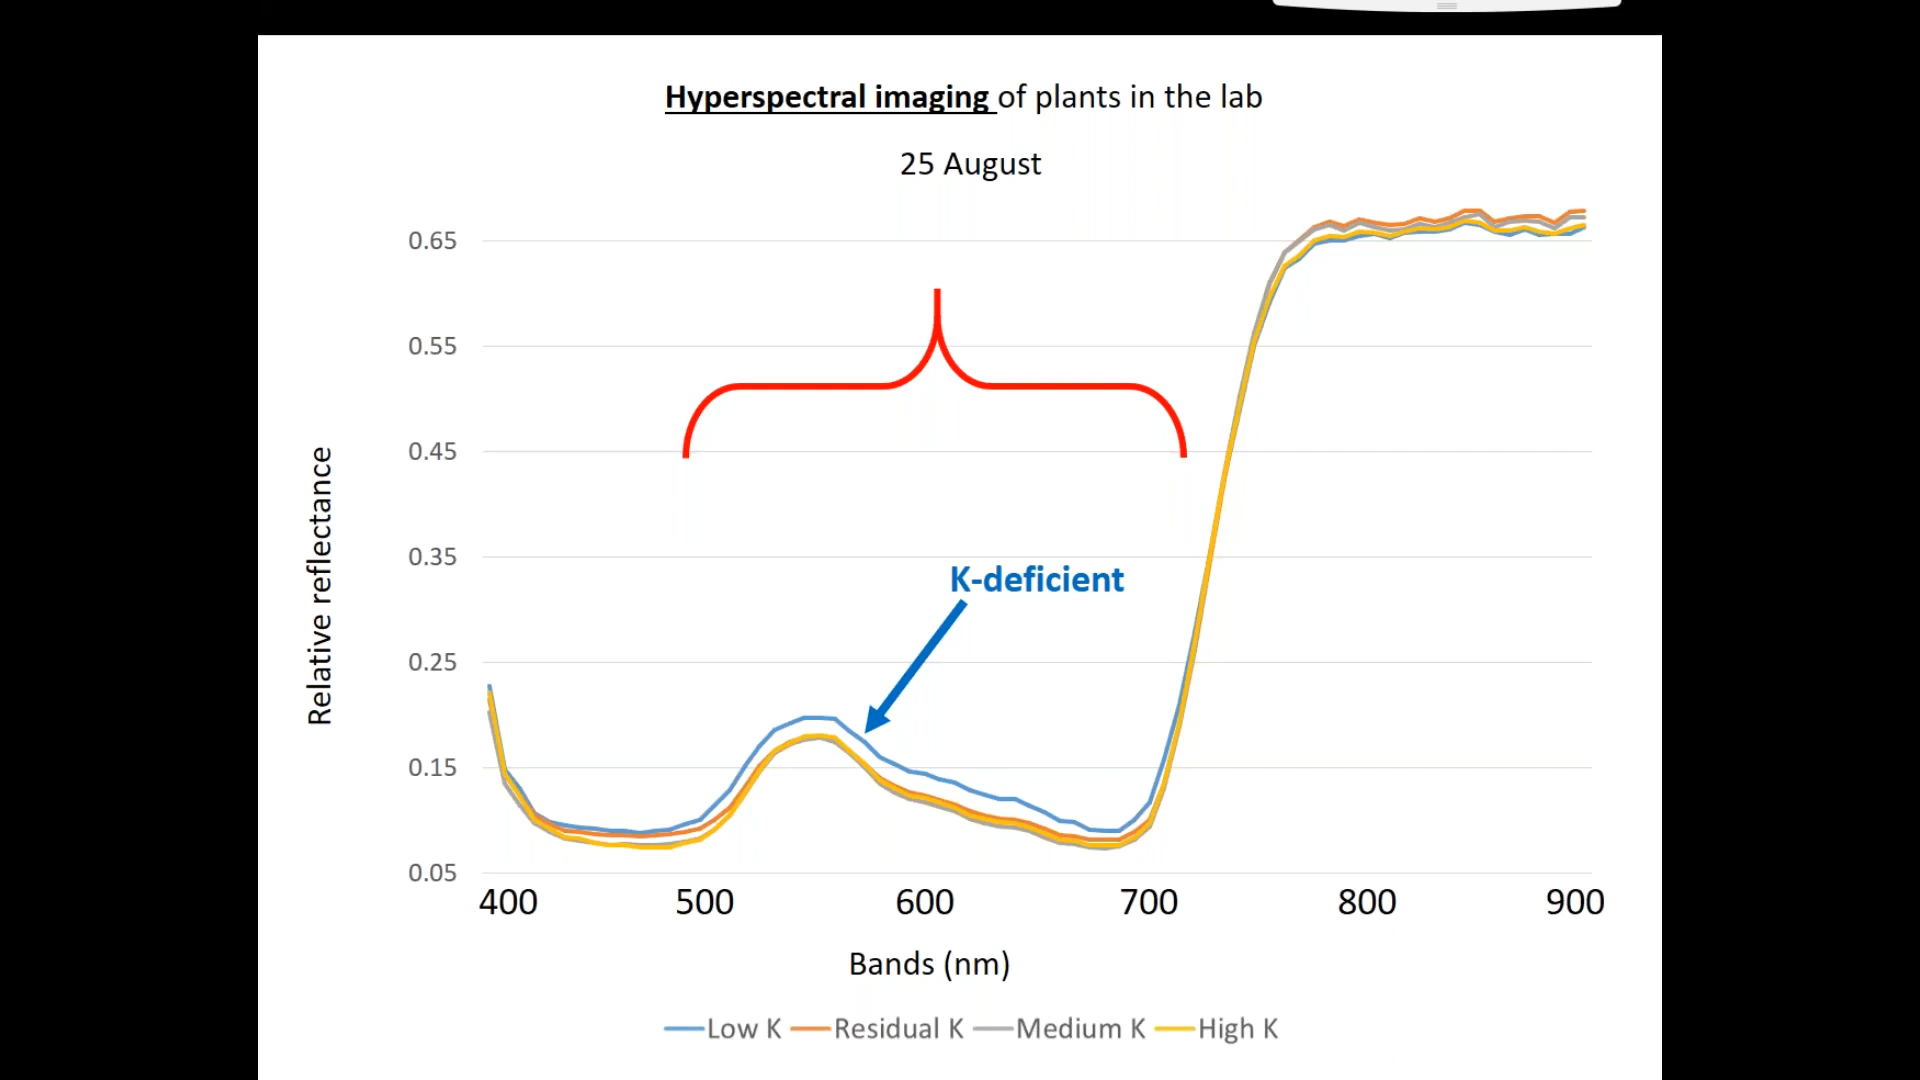 Hyperspectral imaging of plants in the lab
25 August
0.65
0.55
0.45
0.35
0.25
0.15
0.05
Relative reflectance
K-deficient
400 500 600 700 800 900
Bands (nm)
Low K Residual K Medium K High K